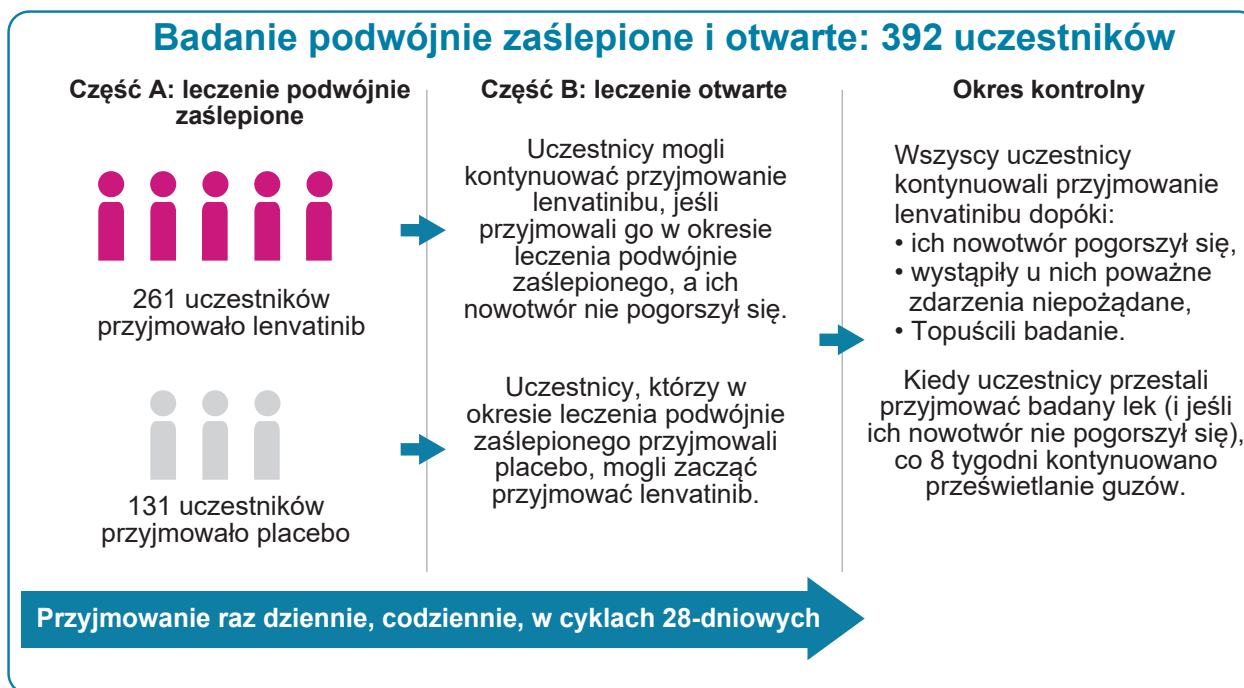 Badanie podwójnie zaślepione i otwarte: 392 uczestników
Część A: leczenie podwójnie
zaślepione
261 uczestników
przyjmowało lenvatinib
131 uczestników
przyjmowało placebo
Część B: leczenie otwarte
Uczestnicy mogli
kontynuować przyjmowanie
lenvatinibu, jeśli
przyjmowali go w okresie
leczenia podwójnie
zaślepionego, a ich
nowotwór nie pogorszył się.
Uczestnicy, którzy w
okresie leczenia podwójnie
zaślepionego przyjmowali
placebo, mogli zacząć
przyjmować lenvatinib.
Okres kontrolny
Wszyscy uczestnicy
kontynuowali przyjmowanie
lenvatinibu dopóki:
• ich nowotwór pogorszył się,
• wystąpiły u nich poważne
zdarzenia niepożądane,
• Topuścili badanie.
Kiedy uczestnicy przestali
przyjmować badany lek (i jeśli
ich nowotwór nie pogorszył się),
co 8 tygodni kontynuowano
prześwietlanie guzów.
Przyjmowanie raz dziennie, codziennie, w cyklach 28-dniowych